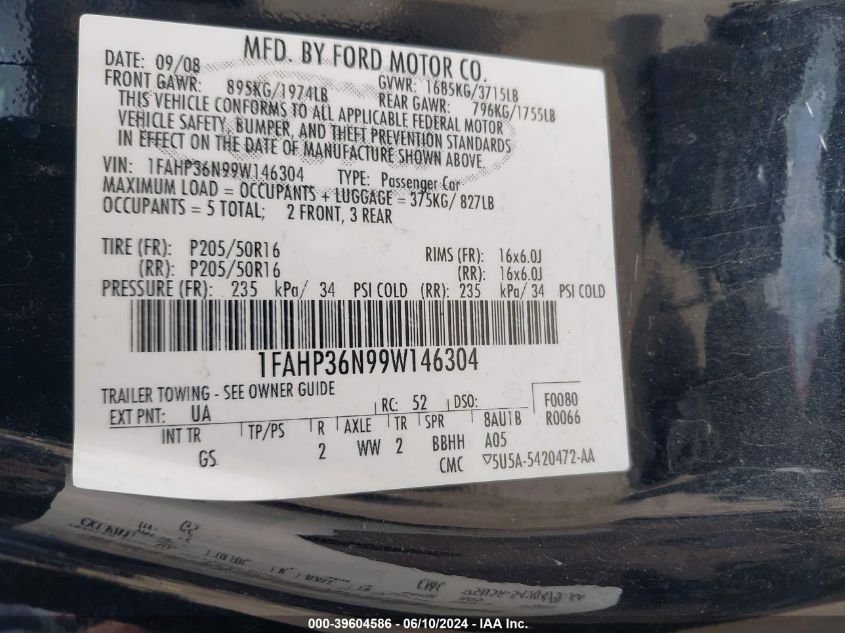 MFD. BY FORD MOTOR CO.
DATE: 09/08 GVWR: 1685KG/3715LB
FRONT GAWR: 895KG/1974LB REAR GAWR: 796KG/1755LB
THIS VEHICLE CONFORMS TO ALL APPLICABLE FEDERAL MOTOR
VEHICLE SAFETY, BUMPER, AND THEFT PREVENTION STANDARDS
IN EFFECT ON THE DATE OF MANUFACTURE SHOWN ABOVE.
VIN: 1FAHP36N99W146304 TYPE: Passenger Car
MAXIMUM LOAD = OCCUPANTS + LUGGAGE = 375KG/ 827LB
OCCUPANTS = 5 TOTAL; 2 FRONT, 3 REAR
TIRE (FR): P205/50R16 RIMS (FR): 16x6.0J
(RR): P205/50R16 (RR): 16x6.0J
PRESSURE (FR): 235 kPa/ 34 PSI COLD (RR): 235 kPa/ 34 PSI COLD
1FAHP36N99W146304
TRAILER TOWING - SEE OWNER GUIDE
EXT PNT: UA RC: 52 DSO: F0080
INT TR TP/PS R AXLE TR SPR 8AU1B R0066
GS 2 WW 2 BBHH A05
CMC ▽5U5A-5420472-AA
000-39604586 - 06/10/2024 - IAA Inc.